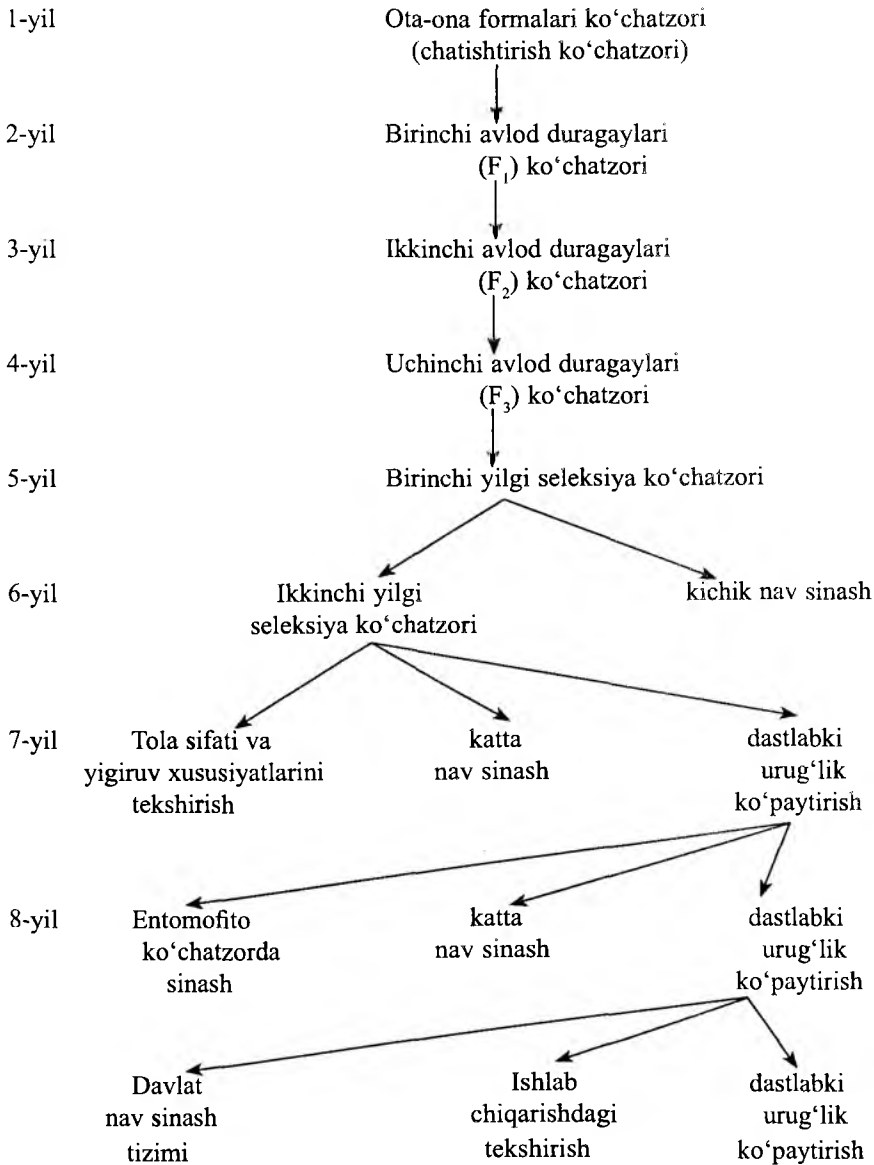 1-yil Ota-ona formalari ko‘chatzori
(chatishtirish ko‘chatzori)
2-yil Birinchi avlod duragaylari
(F₁) ko‘chatzori
3-yil Ikkinchi avlod duragaylari
(F₂) ko‘chatzori
4-yil Uchinchi avlod duragaylari
(F₃) ko‘chatzori
5-yil Birinchi yilgi seleksiya ko‘chatzori
6-yil Ikkinchi yilgi kichik nav sinash
seleksiya ko‘chatzori
7-yil Tola sifati va katta dastlabki
yigiruv xususiyatlarini nav sinash urug‘lik
tekshirish ko‘paytirish
8-yil Entomofito katta dastlabki
ko‘chatzorda nav sinash urug‘lik
sinash ko‘paytirish
Davlat Ishlab dastlabki
nav sinash chiqarishdagi urug‘lik
tizimi tekshirish ko‘paytirish